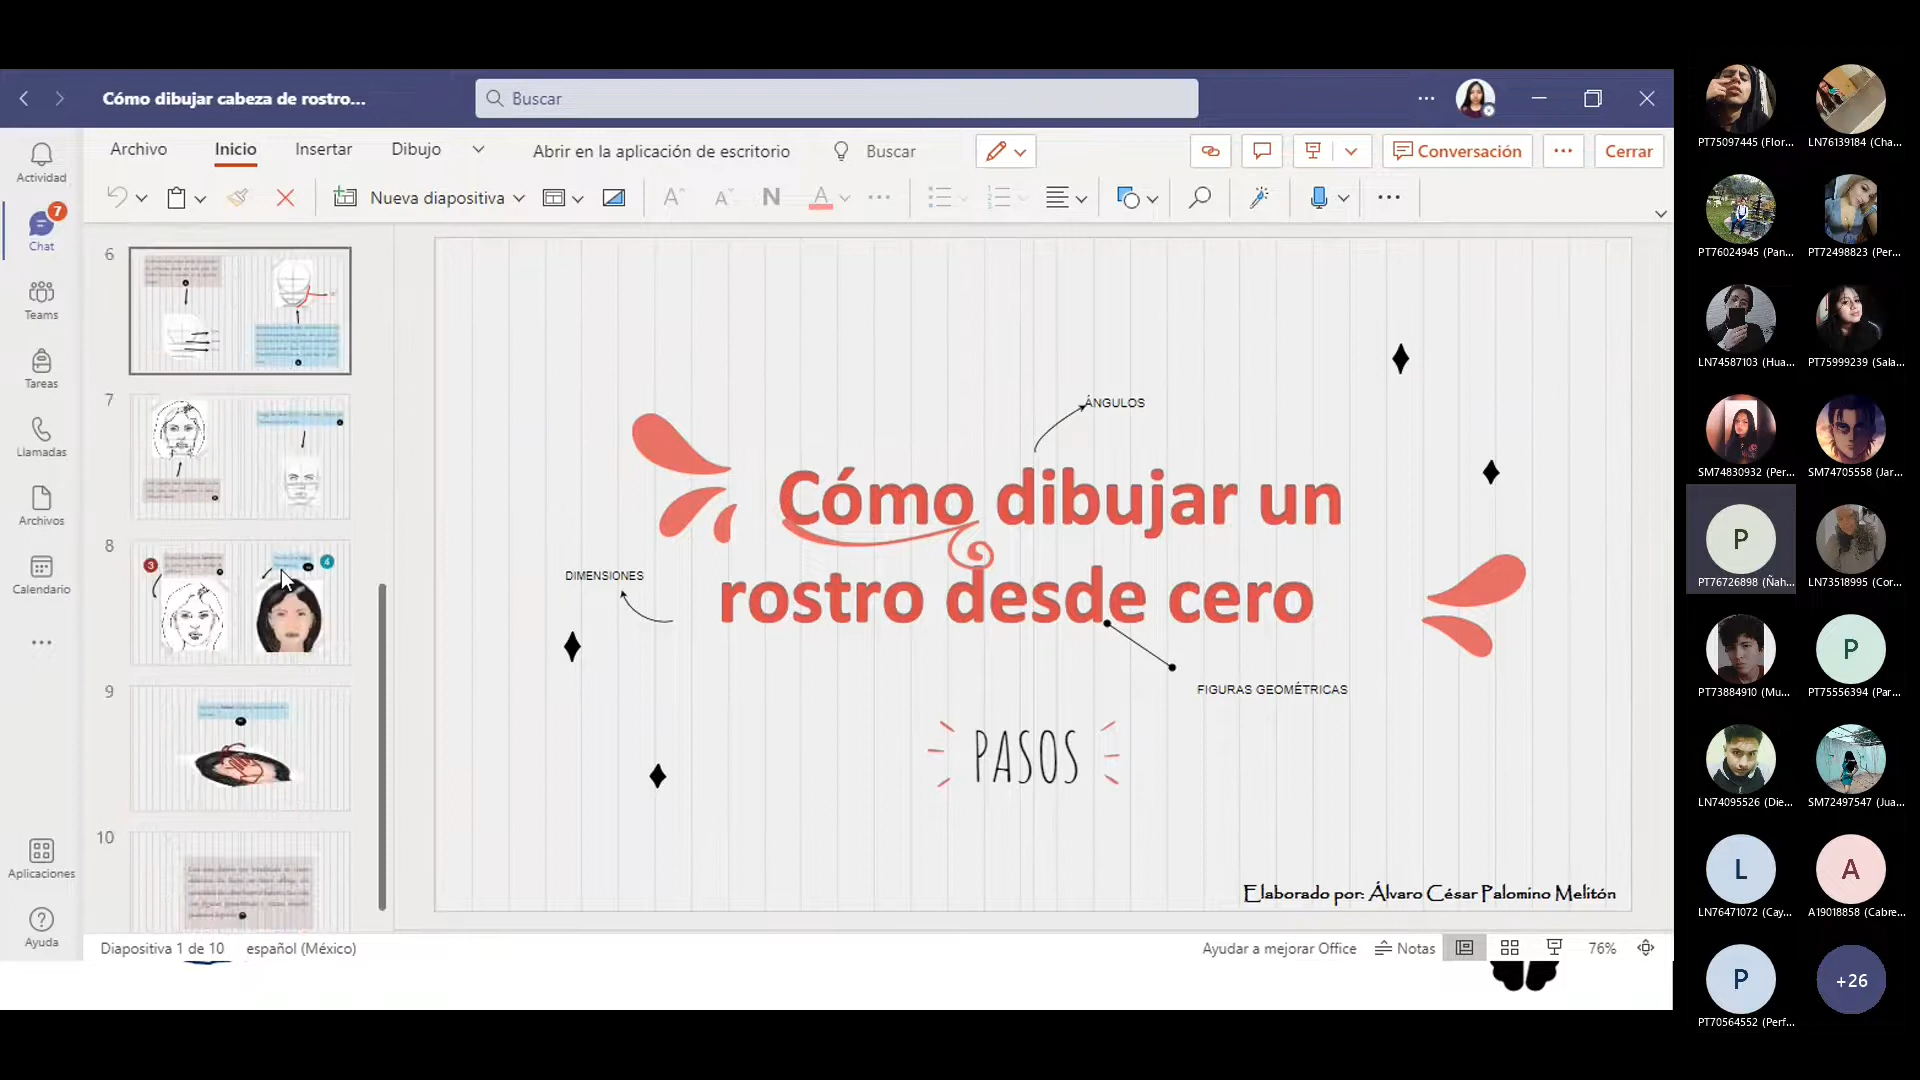 Cómo dibujar cabeza de rostro...
Buscar
Archivo
Inicio
Insertar
Dibujo
Abrir en la aplicación de escritorio
Buscar
Conversación
Cerrar
Nueva diapositiva
N
A
Actividad
7
Chat
Teams
Tareas
Llamadas
Archivos
Calendario
Aplicaciones
Ayuda
6
7
8
3
4
9
10
ÁNGULOS
Cómo dibujar un
rostro desde cero
DIMENSIONES
FIGURAS GEOMÉTRICAS
PASOS
Elaborado por: Álvaro César Palomino Melitón
Diapositiva 1 de 10
español (México)
Ayudar a mejorar Office
Notas
76%
PT75097445 (Flor...
LN76139184 (Cha...
PT76024945 (Pan...
PT72498823 (Per...
LN74587103 (Hua...
PT75999239 (Sala...
SM74830932 (Per...
SM74705558 (Jar...
P
PT76726898 (Ñah...
LN73518995 (Cor...
PT73884910 (Mu...
P
PT75556394 (Par...
LN74095526 (Die...
SM72497547 (Jua...
L
LN76471072 (Cay...
A
A19018858 (Cabre...
P
PT70564552 (Perf...
+26